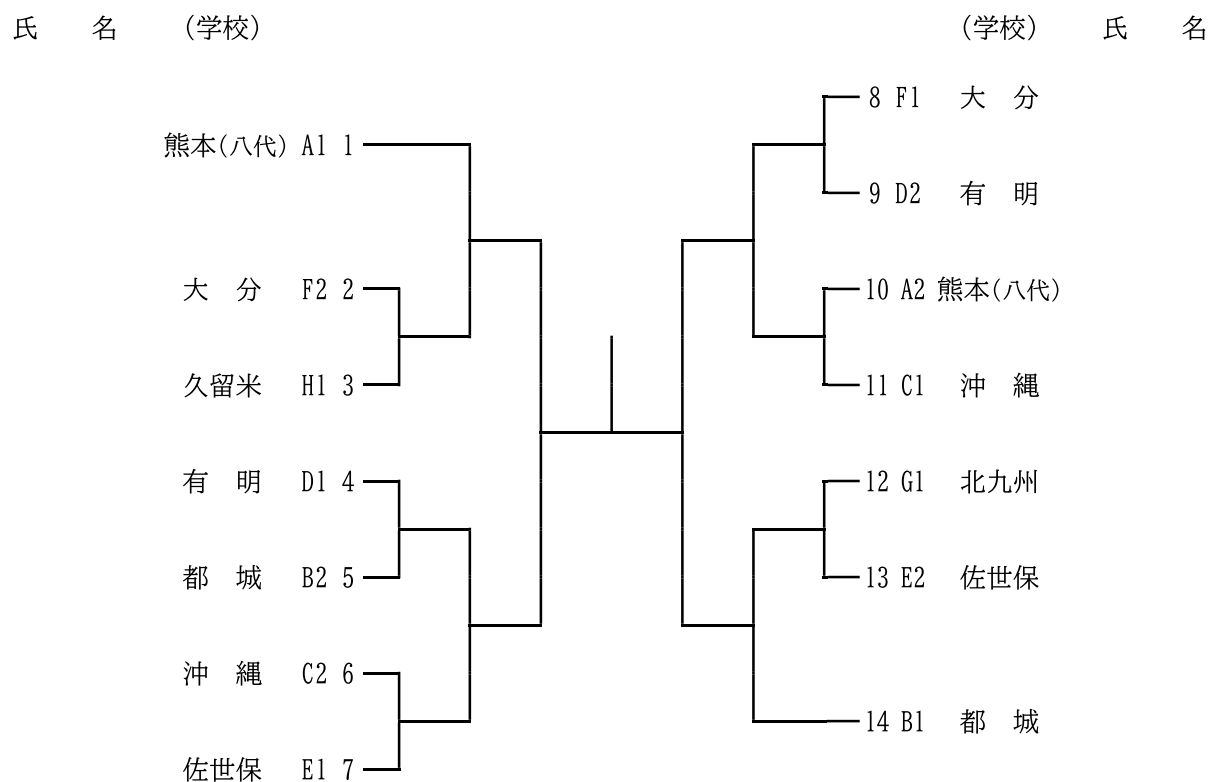 氏 名 (学校)
(学校) 氏 名
熊本(八代) A1 1
大 分 F2 2
久留米 H1 3
有 明 D1 4
都 城 B2 5
沖 縄 C2 6
佐世保 E1 7
8 F1 大 分
9 D2 有 明
10 A2 熊本(八代)
11 C1 沖 縄
12 G1 北九州
13 E2 佐世保
14 B1 都 城